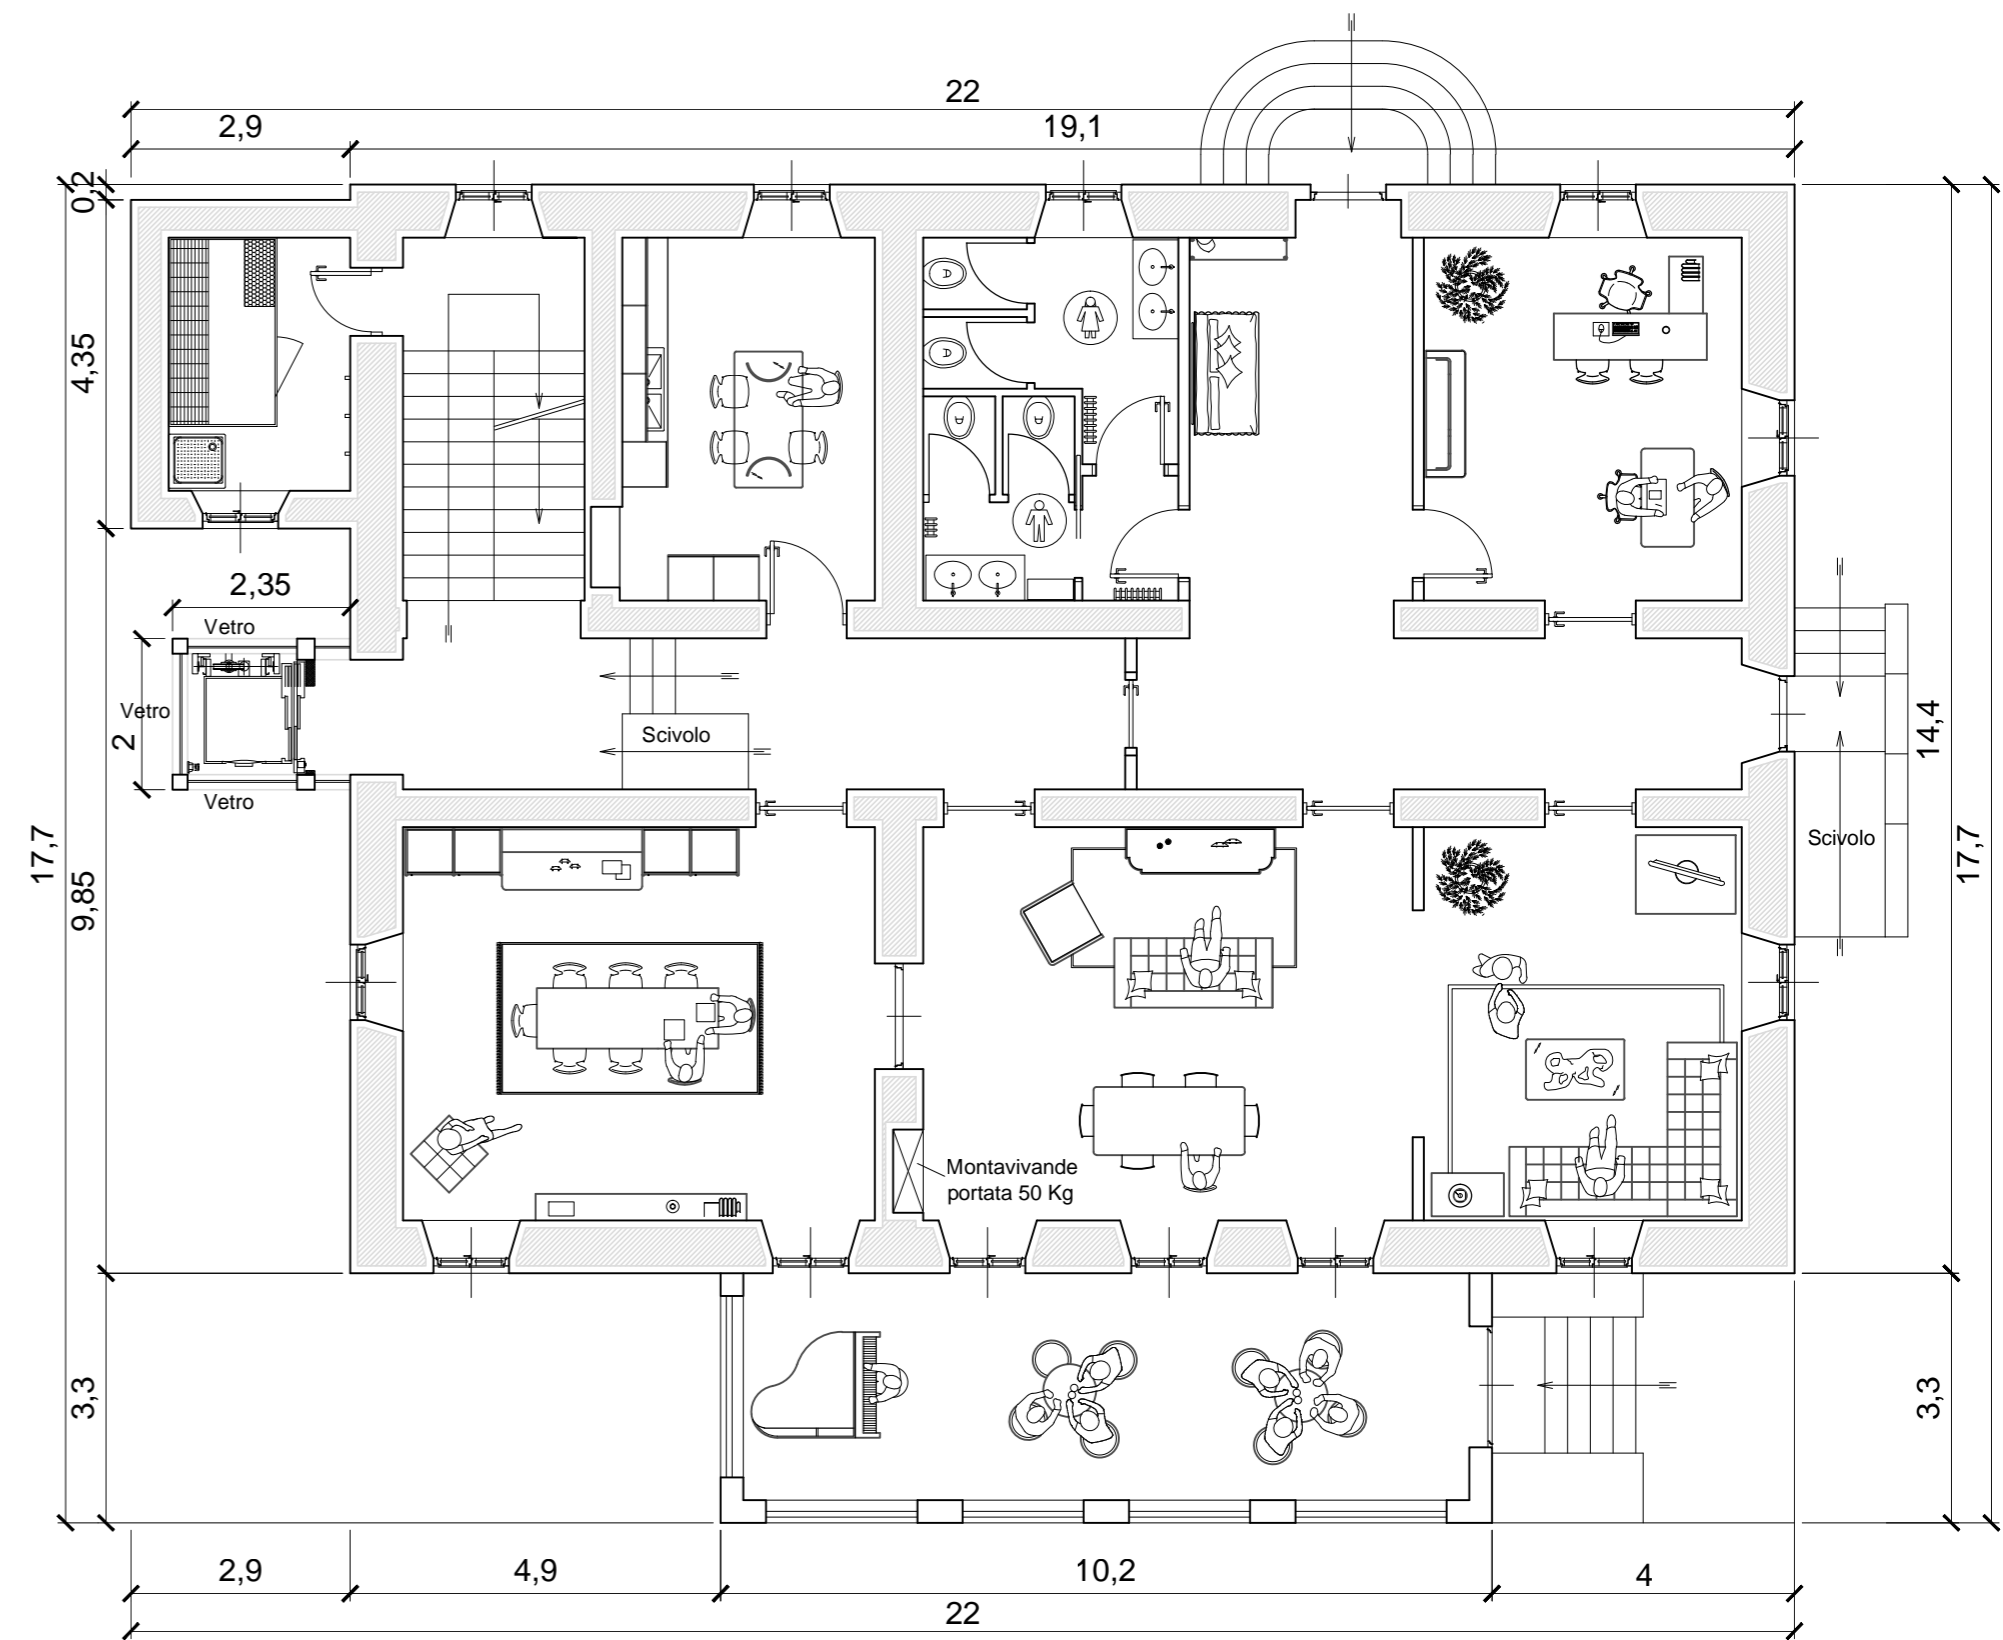 22
2,9
19,1
0,2
4,35
2,35
Vetro
Vetro
2
Vetro
Scivolo
14,4
17,7
17,7
9,85
Scivolo
Montavivande
portata 50 Kg
3,3
3,3
2,9
4,9
10,2
4
22